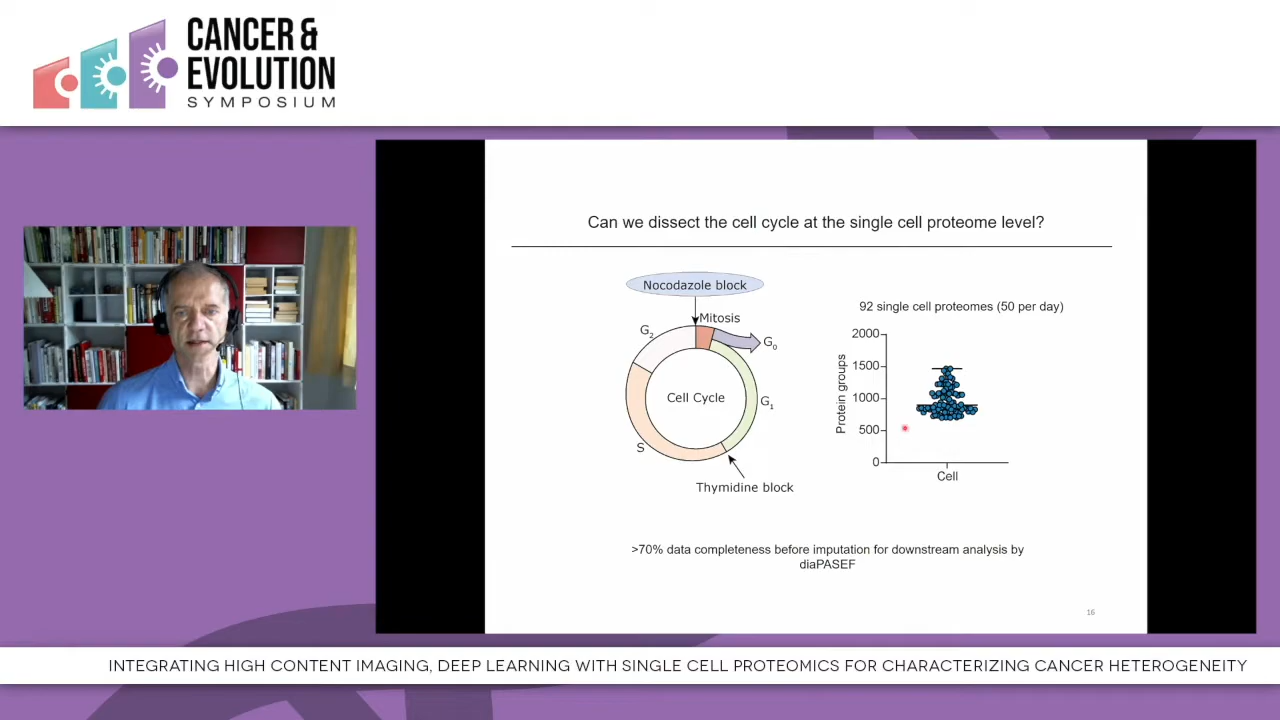 CANCER &
EVOLUTION
SYMPOSIUM
Can we dissect the cell cycle at the single cell proteome level?
Nocodazole block
Mitosis
G2
G0
Cell Cycle
G1
S
Thymidine block
92 single cell proteomes (50 per day)
Protein groups
2000
1500
1000
500
0
Cell
>70% data completeness before imputation for downstream analysis by
diaPASEF
16
INTEGRATING HIGH CONTENT IMAGING, DEEP LEARNING WITH SINGLE CELL PROTEOMICS FOR CHARACTERIZING CANCER HETEROGENEITY